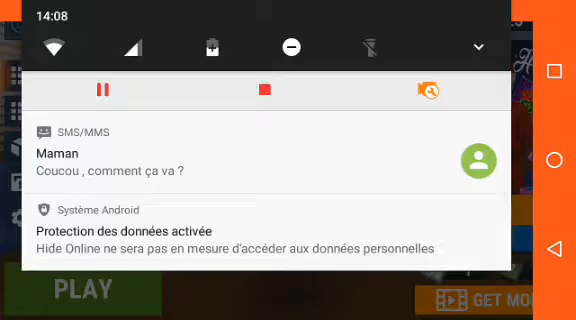 14:08
SMS/MMS
Maman
Coucou , comment ça va ?
Système Android
Protection des données activée
Hide Online ne sera pas en mesure d'accéder aux données personnelles
PLAY
GET MO